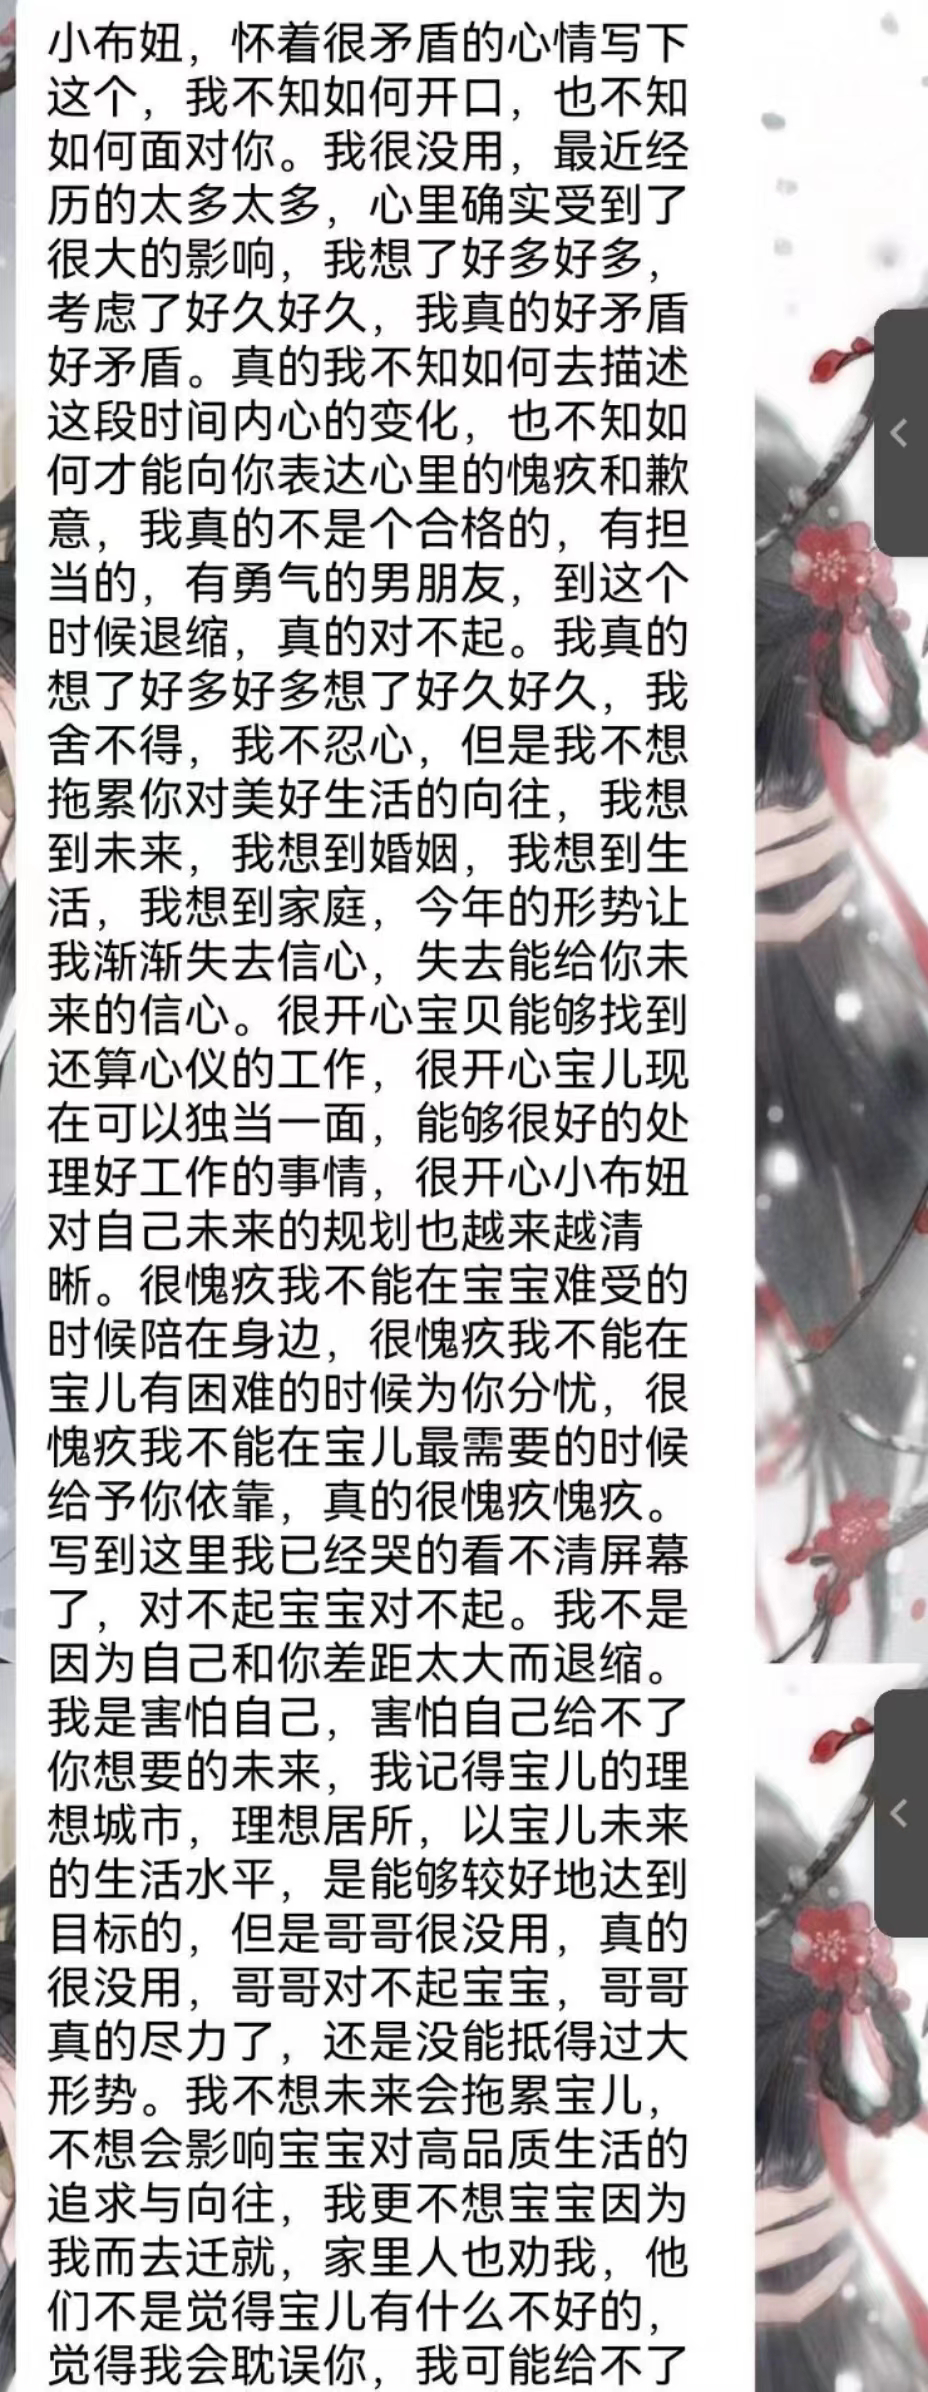 小布妞，怀着很矛盾的心情写下
这个，我不知如何开口，也不知
如何面对你。我很没用，最近经
历的太多太多，心里确实受到了
很大的影响，我想了好多好多，
考虑了好久好久，我真的好矛盾
好矛盾。真的我不知如何去描述
这段时间内心的变化，也不知如
何才能向你表达心里的愧疚和歉
意，我真的不是个合格的，有担
当的，有勇气的男朋友，到这个
时候退缩，真的对不起。我真的
想了好多好多想了好久好久，我
舍不得，我不忍心，但是我不想
拖累你对美好生活的向往，我想
到未来，我想到婚姻，我想到生
活，我想到家庭，今年的形势让
我渐渐失去信心，失去能给你未
来的信心。很开心宝贝能够找到
还算心仪的工作，很开心宝儿现
在可以独当一面，能够很好的处
理好工作的事情，很开心小布妞
对自己未来的规划也越来越清
晰。很愧疚我不能在宝宝难受的
时候陪在身边，很愧疚我不能在
宝儿有困难的时候为你分忧，很
愧疚我不能在宝儿最需要的时候
给予你依靠，真的很愧疚愧疚。
写到这里我已经哭的看不清屏幕
了，对不起宝宝对不起。我不是
因为自己和你差距太大而退缩。
我是害怕自己，害怕自己给不了
你想要的未来，我记得宝儿的理
想城市，理想居所，以宝儿未来
的生活水平，是能够较好地达到
目标的，但是哥哥很没用，真的
很没用，哥哥对不起宝宝，哥哥
真的尽力了，还是没能抵得过大
形势。我不想未来会拖累宝儿，
不想会影响宝宝对高品质生活的
追求与向往，我更不想宝宝因为
我而去迁就，家里人也劝我，他
们不是觉得宝儿有什么不好的，
觉得我会耽误你，我可能给不了